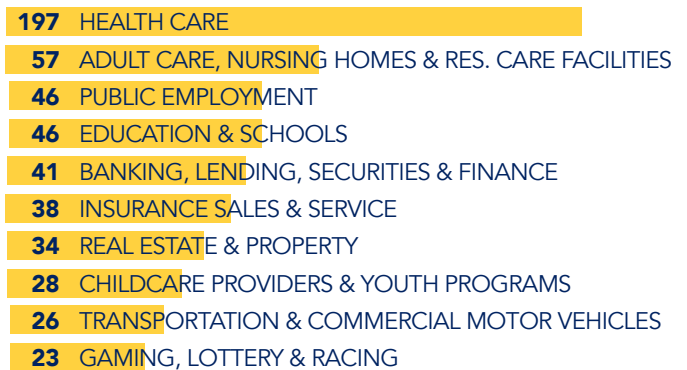 197 HEALTH CARE
57 ADULT CARE, NURSING HOMES & RES. CARE FACILITIES
46 PUBLIC EMPLOYMENT
46 EDUCATION & SCHOOLS
41 BANKING, LENDING, SECURITIES & FINANCE
38 INSURANCE SALES & SERVICE
34 REAL ESTATE & PROPERTY
28 CHILDCARE PROVIDERS & YOUTH PROGRAMS
26 TRANSPORTATION & COMMERCIAL MOTOR VEHICLES
23 GAMING, LOTTERY & RACING